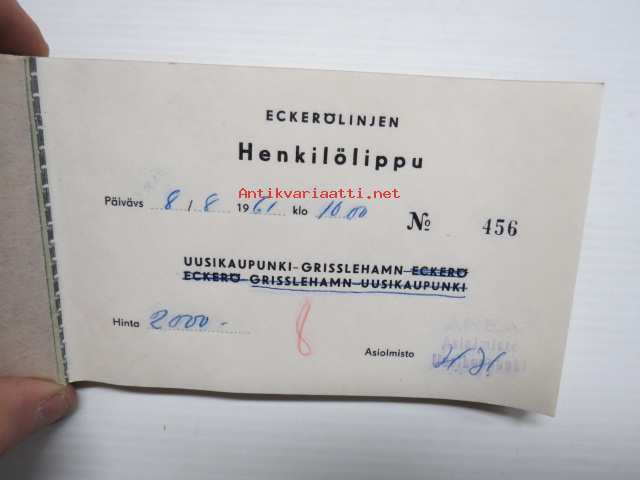 ECKERÖLINJEN
Henkilölippu
Antikvariaatti.net
Päiväys 8 / 8 1961 klo 10.00 No 456
UUSIKAUPUNKI-GRISSLEHAMN-ECKERÖ
ECKERÖ-GRISSLEHAMN-UUSIKAUPUNKI
Hinta 2000:-
8
Asiolmisto